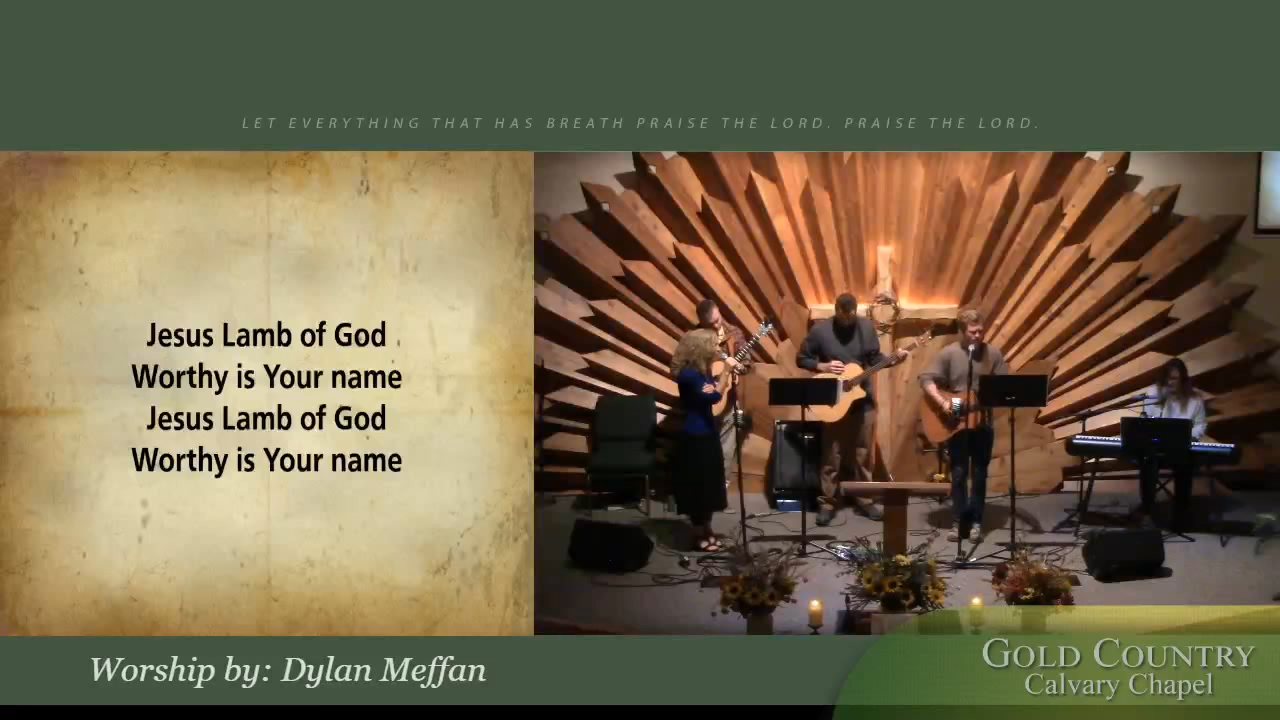 LET EVERYTHING THAT HAS BREATH PRAISE THE LORD. PRAISE THE LORD.
Jesus Lamb of God
Worthy is Your name
Jesus Lamb of God
Worthy is Your name
Worship by: Dylan Meffan
GOLD COUNTRY
Calvary Chapel